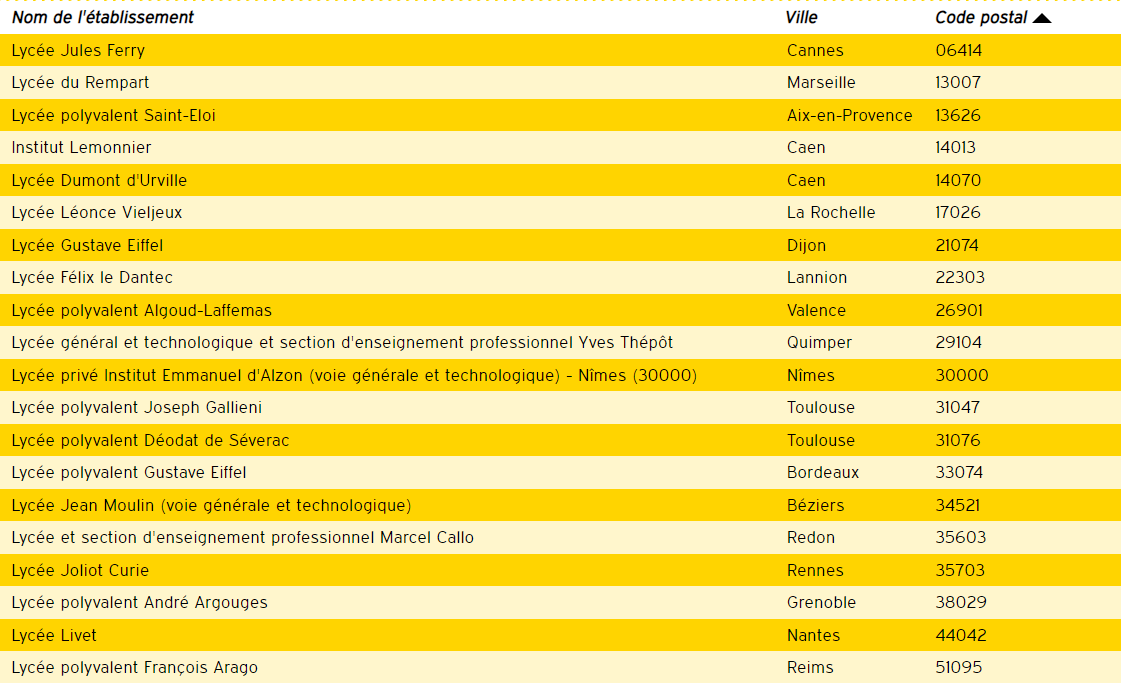 Nom de l'établissement Ville Code postal
Lycée Jules Ferry Cannes 06414
Lycée du Rempart Marseille 13007
Lycée polyvalent Saint-Eloi Aix-en-Provence 13626
Institut Lemonnier Caen 14013
Lycée Dumont d'Urville Caen 14070
Lycée Léonce Vieljeux La Rochelle 17026
Lycée Gustave Eiffel Dijon 21074
Lycée Félix le Dantec Lannion 22303
Lycée polyvalent Algoud-Laffemas Valence 26901
Lycée général et technologique et section d'enseignement professionnel Yves Thépôt Quimper 29104
Lycée privé Institut Emmanuel d'Alzon (voie générale et technologique) - Nîmes (30000) Nîmes 30000
Lycée polyvalent Joseph Gallieni Toulouse 31047
Lycée polyvalent Déodat de Séverac Toulouse 31076
Lycée polyvalent Gustave Eiffel Bordeaux 33074
Lycée Jean Moulin (voie générale et technologique) Béziers 34521
Lycée et section d'enseignement professionnel Marcel Callo Redon 35603
Lycée Joliot Curie Rennes 35703
Lycée polyvalent André Argouges Grenoble 38029
Lycée Livet Nantes 44042
Lycée polyvalent François Arago Reims 51095